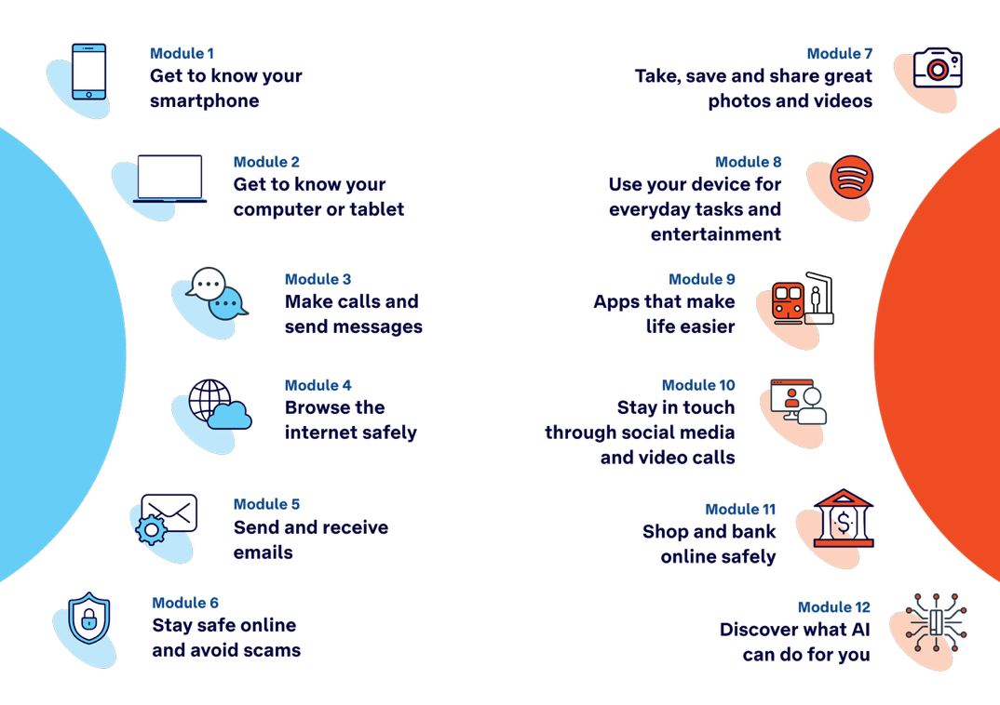 Module 1
Get to know your
smartphone
Module 2
Get to know your
computer or tablet
Module 3
Make calls and
send messages
Module 4
Browse the
internet safely
Module 5
Send and receive
emails
Module 6
Stay safe online
and avoid scams
Module 7
Take, save and share great
photos and videos
Module 8
Use your device for
everyday tasks and
entertainment
Module 9
Apps that make
life easier
Module 10
Stay in touch
through social media
and video calls
Module 11
Shop and bank
online safely
$
Module 12
Discover what AI
can do for you